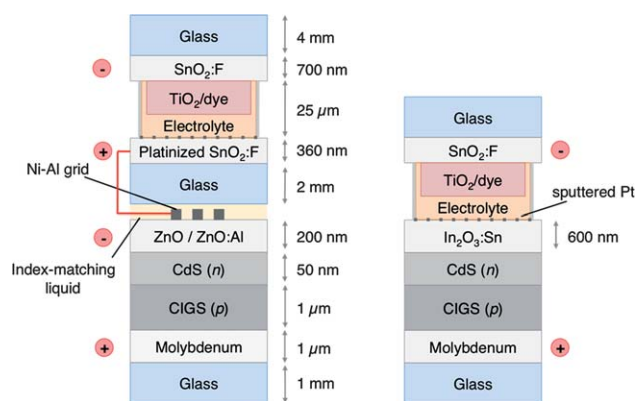 Glass
4 mm
-
SnO₂:F
700 nm
TiO₂/dye
Electrolyte
25 µm
+
Platinized SnO₂:F
360 nm
Ni-Al grid
Glass
2 mm
-
ZnO / ZnO:Al
200 nm
Index-matching
liquid
CdS (n)
50 nm
CIGS (p)
1 µm
+
Molybdenum
1 µm
Glass
1 mm
Glass
SnO₂:F
-
TiO₂/dye
Electrolyte
sputtered Pt
In₂O₃:Sn
600 nm
CdS (n)
CIGS (p)
Molybdenum
+
Glass